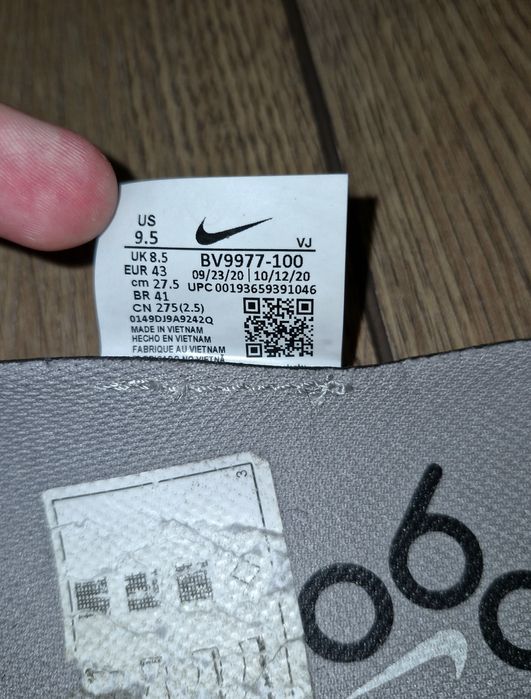 US
9.5
VJ
UK 8.5
EUR 43
cm 27.5
BR 41
CN 275(2.5)
BV9977-100
09/23/20 | 10/12/20
UPC 00193659391046
0149DJ9A9242Q
MADE IN VIETNAM
HECHO EN VIETNAM
FABRIQUE AU VIETNAM
3